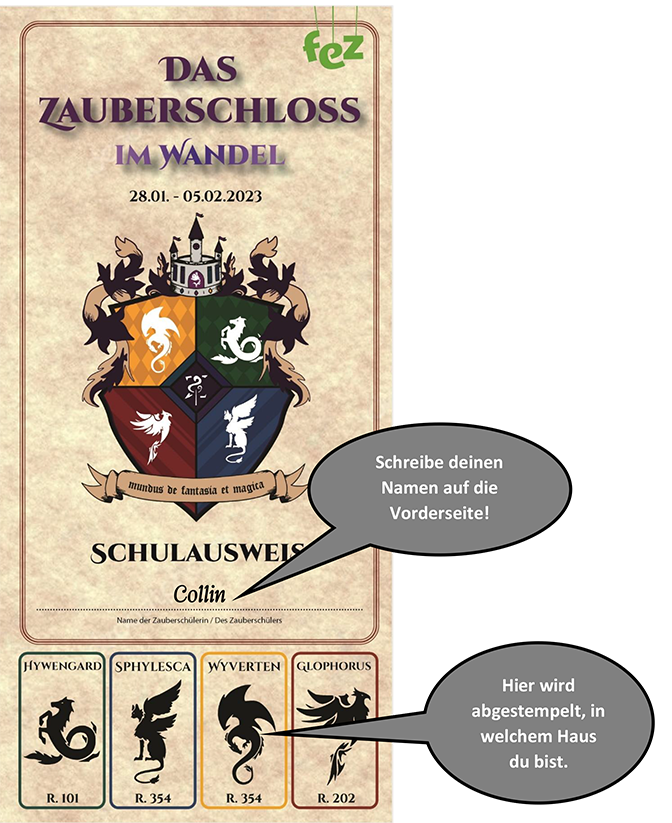 fez
DAS
ZAUBERSCHLOSS
IM WANDEL
28.01. - 05.02.2023
mundus de fantasia et magica
Schreibe deinen
Namen auf die
Vorderseite!
SCHULAUSWEIS
Collin
Name der Zauberschülerin / Des Zauberschülers
HYWENGARD
R. 101
SPHYLESCA
R. 354
WYVERTEN
R. 354
GLOPHORUS
R. 202
Hier wird
abgestempelt, in
welchem Haus
du bist.